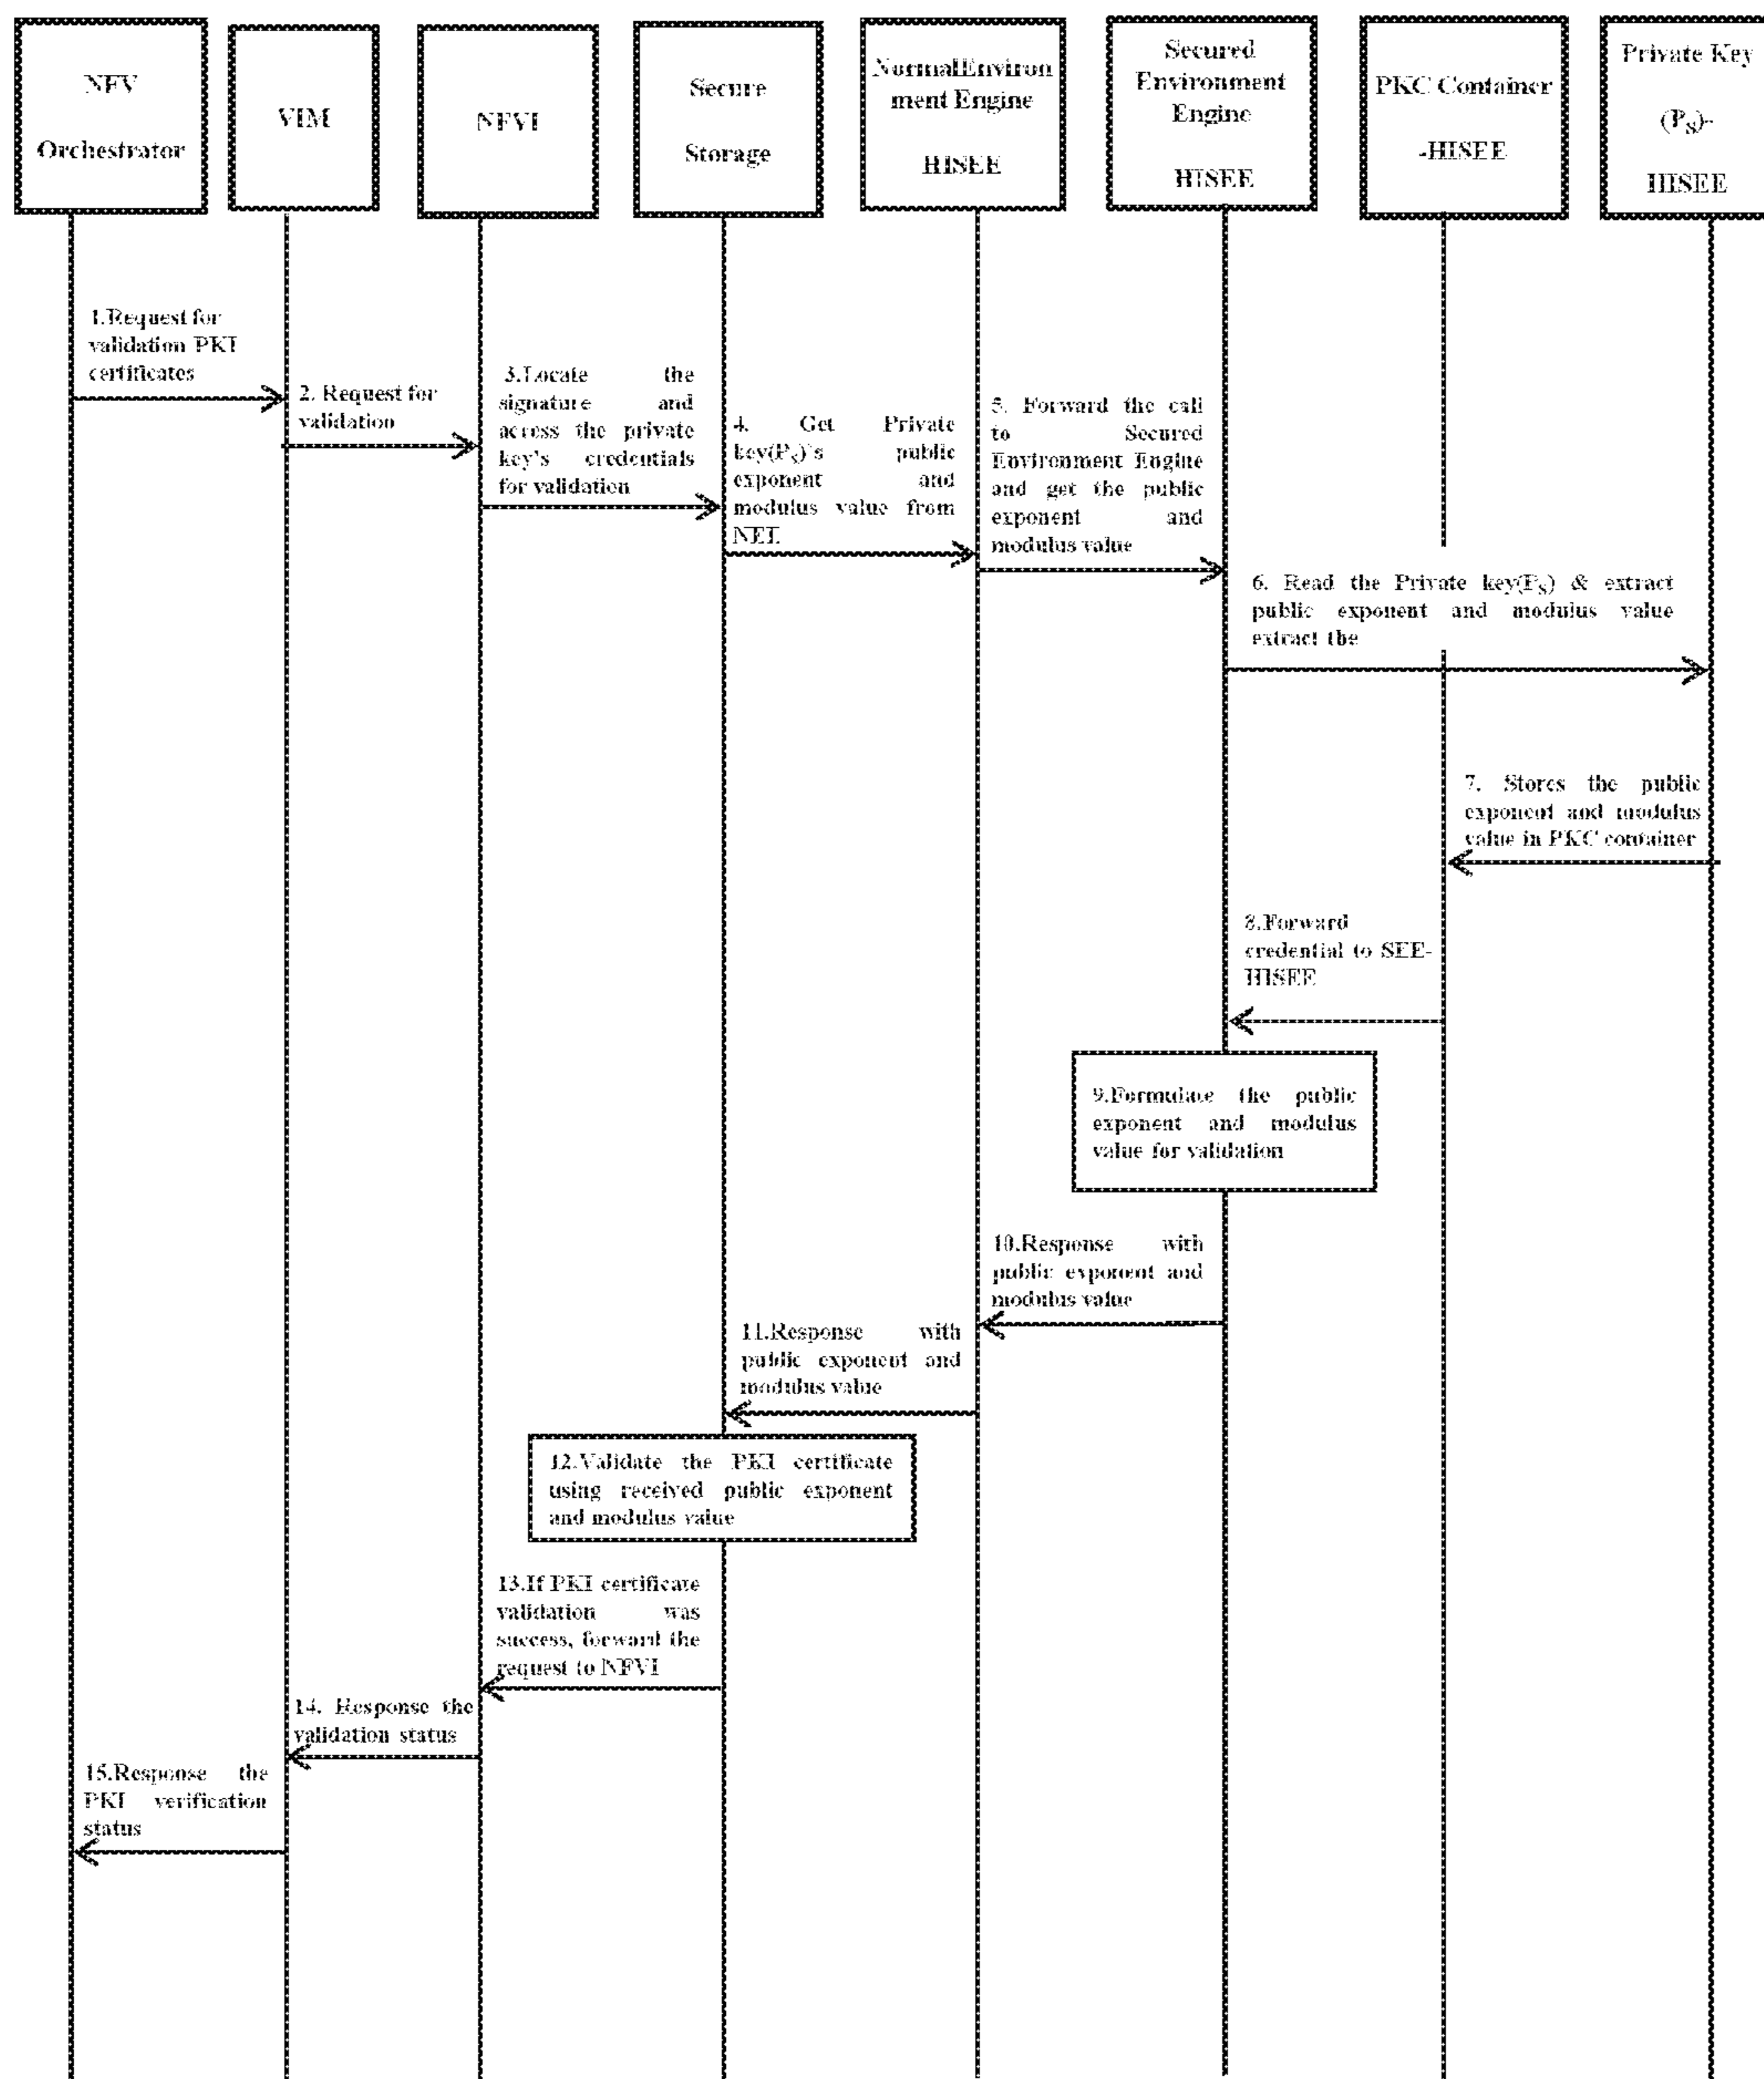 NFV
Orchestrator
VIM
NFVI
Secure
Storage
NormalEnviron
ment Engine
HISEE
Secured
Environment
Engine
HISEE
PKC Container
-HISEE
Private Key
(PS)-
HISEE
1.Request for
validation PKI
certificates
2. Request for
validation
3.Locate the
signature and
access the private
key's credentials
for validation
4. Get Private
key(PS)'s public
exponent and
modulus value from
NEE
5. Forward the call
to Secured
Environment Engine
and get the public
exponent and
modulus value
6. Read the Private key(PS) & extract
public exponent and modulus value
extract the
7. Stores the public
exponent and modulus
value in PKC container
8.Forward
credential to SEE-
HISEE
9.Formulate the public
exponent and modulus
value for validation
10.Response with
public exponent and
modulus value
11.Response with
public exponent and
modulus value
12.Validate the PKI certificate
using received public exponent
and modulus value
13.If PKI certificate
validation was
success, forward the
request to NFVI
14. Response the
validation status
15.Response the
PKI verification
status